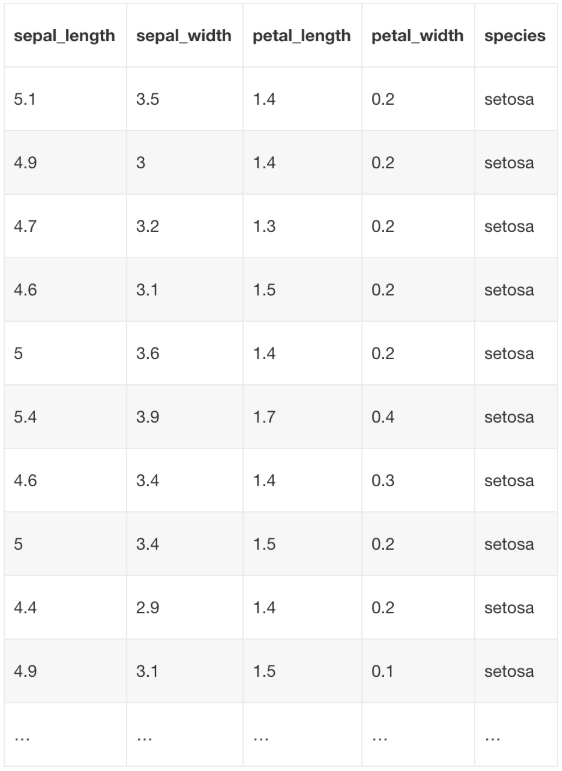 sepal_length sepal_width petal_length petal_width species
5.1 3.5 1.4 0.2 setosa
4.9 3 1.4 0.2 setosa
4.7 3.2 1.3 0.2 setosa
4.6 3.1 1.5 0.2 setosa
5 3.6 1.4 0.2 setosa
5.4 3.9 1.7 0.4 setosa
4.6 3.4 1.4 0.3 setosa
5 3.4 1.5 0.2 setosa
4.4 2.9 1.4 0.2 setosa
4.9 3.1 1.5 0.1 setosa
... ... ... ... ...